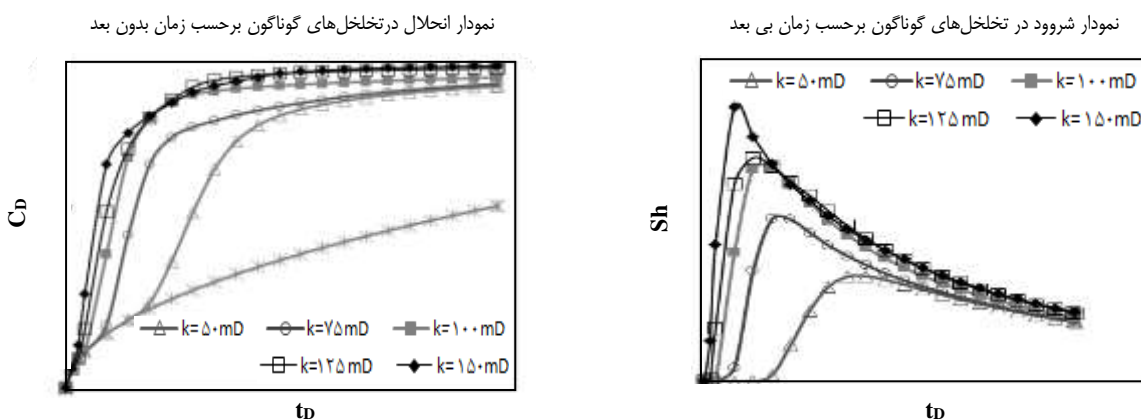 نمودار شروود در تخلخل‌های گوناگون برحسب زمان بی بعد
k=۵۰mD k=۷۵mD k=۱۰۰mD
k=۱۲۵mD k=۱۵۰mD
Sh
tD
نمودار انحلال درتخلخل‌های گوناگون برحسب زمان بدون بعد
CD
k=۵۰mD k=۷۵mD k=۱۰۰mD
k=۱۲۵mD k=۱۵۰mD
tD